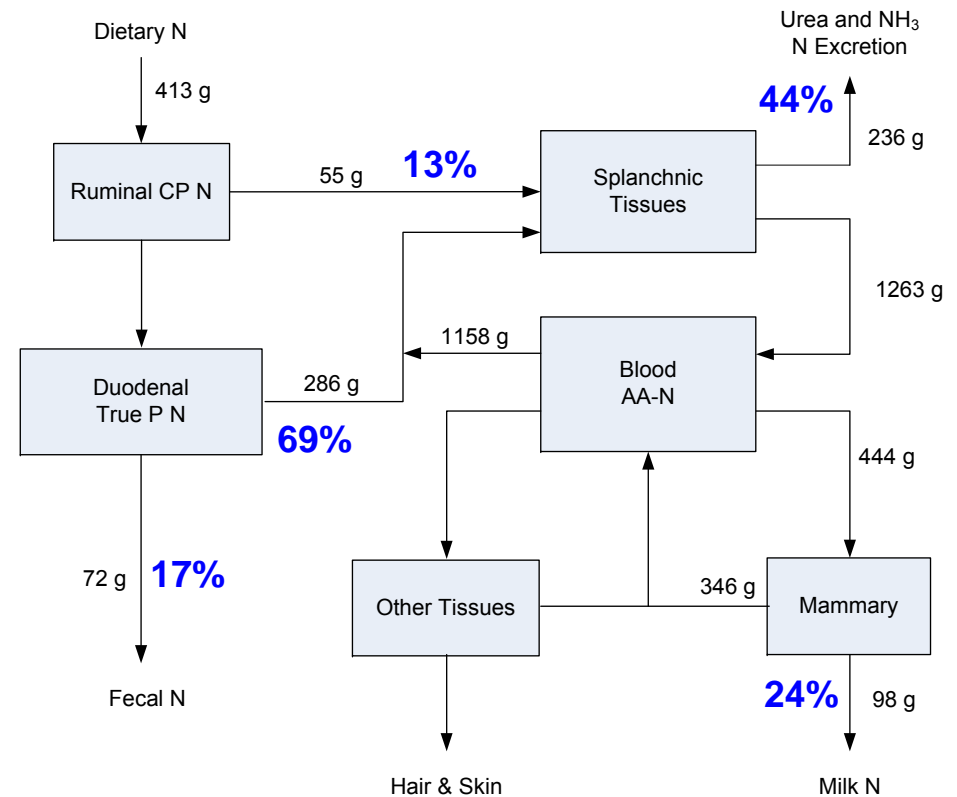 Dietary N
Urea and NH₃
N Excretion
413 g
44%
236 g
Ruminal CP N
55 g
13%
Splanchnic
Tissues
1263 g
Duodenal
True P N
286 g
69%
1158 g
Blood
AA-N
444 g
72 g
17%
Other Tissues
346 g
Mammary
Fecal N
24%
98 g
Hair & Skin
Milk N